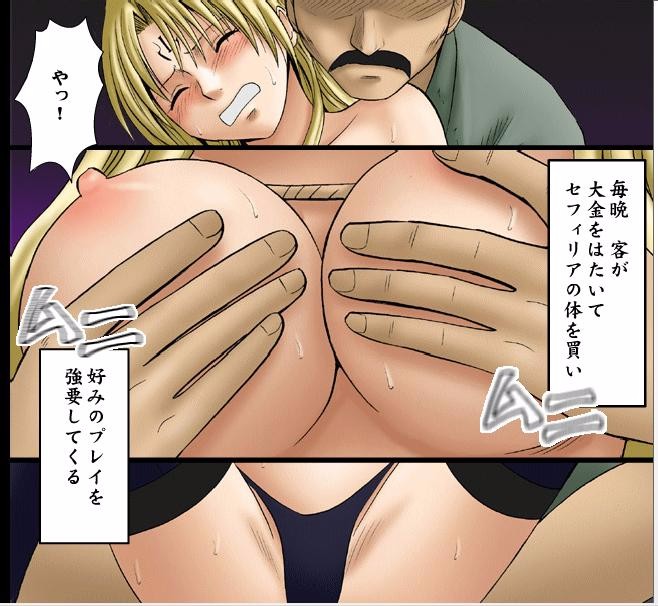 やっ！
毎晩　客が
大金をはたいて
セフィリアの体を買い
ムニ
ムニ
好みのプレイを
強要してくる